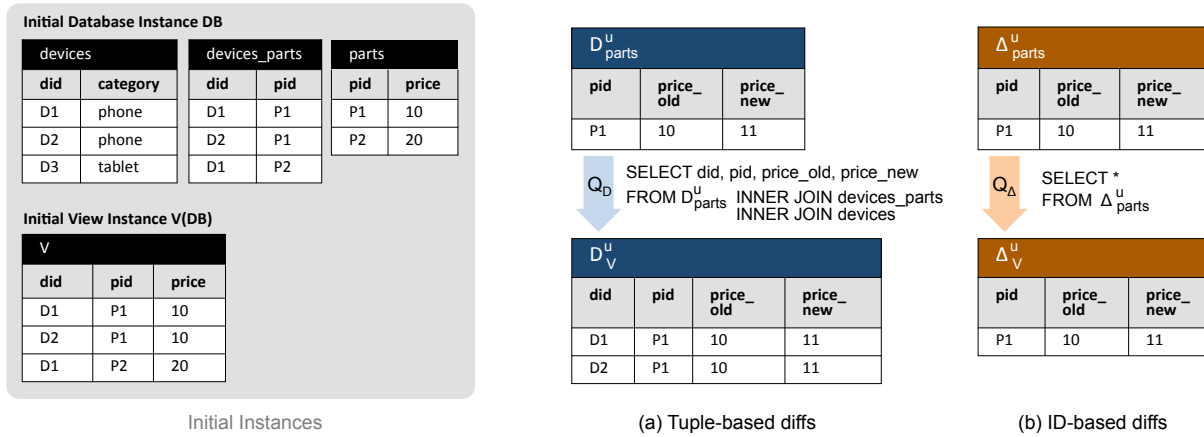 Initial Database Instance DB
devices
did category
D1 phone
D2 phone
D3 tablet
devices_parts
did pid
D1 P1
D2 P1
D1 P2
parts
pid price
P1 10
P2 20
Initial View Instance V(DB)
V
did pid price
D1 P1 10
D2 P1 10
D1 P2 20
Initial Instances
D^u_parts
pid price_old price_new
P1 10 11
Q_D
SELECT did, pid, price_old, price_new
FROM D^u_parts INNER JOIN devices_parts
INNER JOIN devices
D^u_V
did pid price_old price_new
D1 P1 10 11
D2 P1 10 11
(a) Tuple-based diffs
Δ^u_parts
pid price_old price_new
P1 10 11
Q_Δ
SELECT *
FROM Δ^u_parts
Δ^u_V
pid price_old price_new
P1 10 11
(b) ID-based diffs